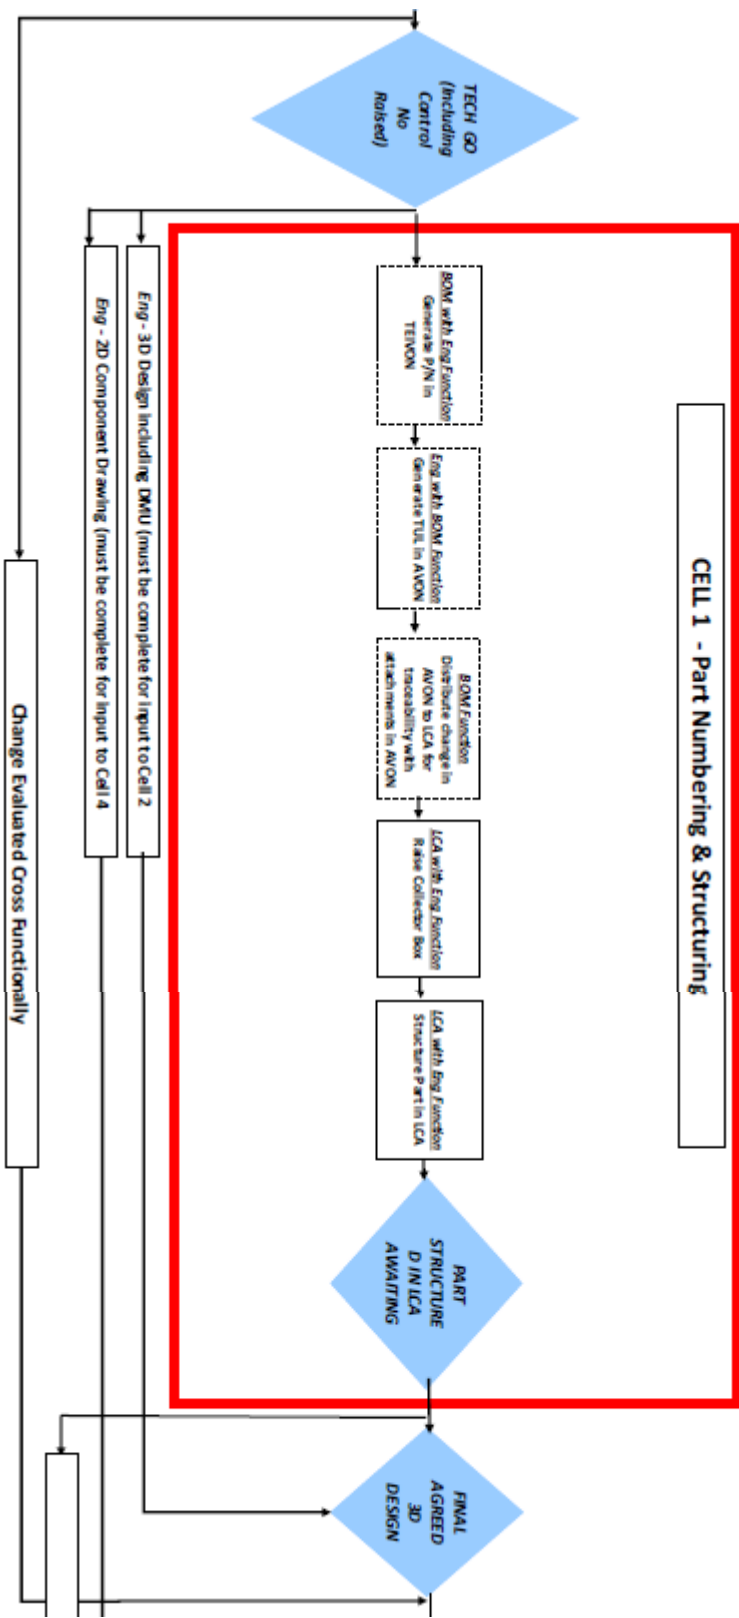 CELL 1 - Part Numbering & Structuring
TECH GO
(Including
Control
No
Raised)
BOM with Eng Function
Generate P/N in
TEIVON
Eng with BOM Function
Generate TUL in AVON
BOM Function
Distribute change in
AVON to LCA for
traceability with
attachments in AVON
LCA with Eng Function
Raise Collector Box
LCA with Eng Function
Structure Part in LCA
PART
STRUCTURE
D IN LCA
AWAITING
FINAL
AGREED
3D
DESIGN
Eng - 3D Design Including DMU (must be complete for input to Cell 2
Eng - 2D Component Drawing (must be complete for input to Cell 4
Change Evaluated Cross Functionally